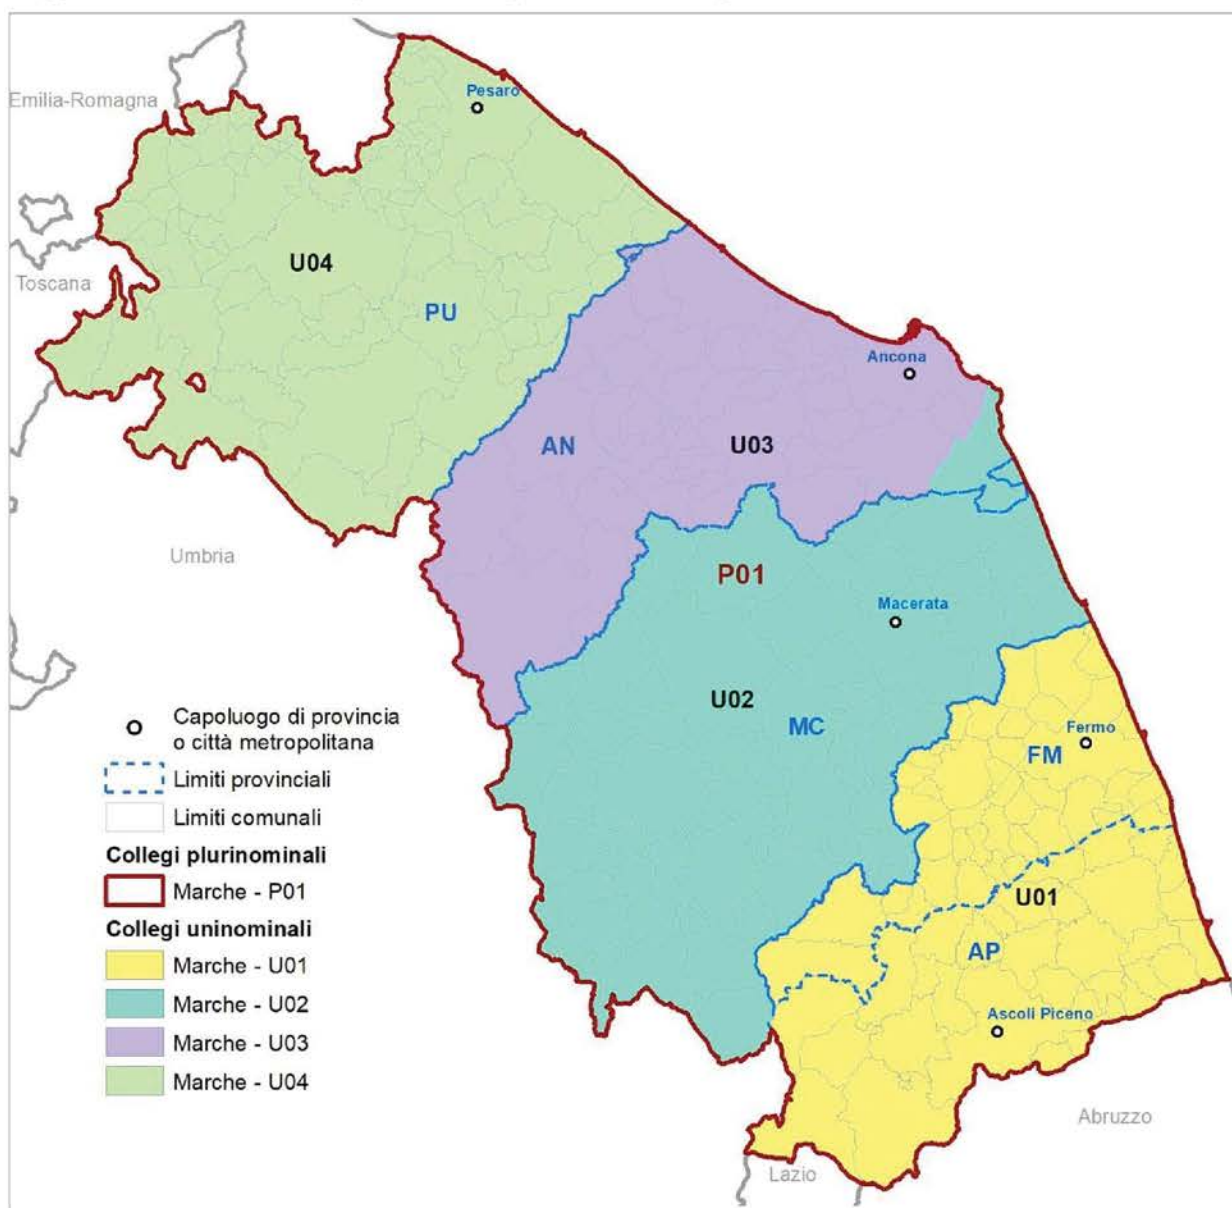 Pesaro
Emilia-Romagna
U04
Toscana
PU
Ancona
AN
U03
Umbria
P01
Macerata
U02
MC
Fermo
FM
U01
AP
Ascoli Piceno
Abruzzo
Lazio
Capoluogo di provincia
o città metropolitana
Limiti provinciali
Limiti comunali
Collegi plurinominali
Marche - P01
Collegi uninominali
Marche - U01
Marche - U02
Marche - U03
Marche - U04